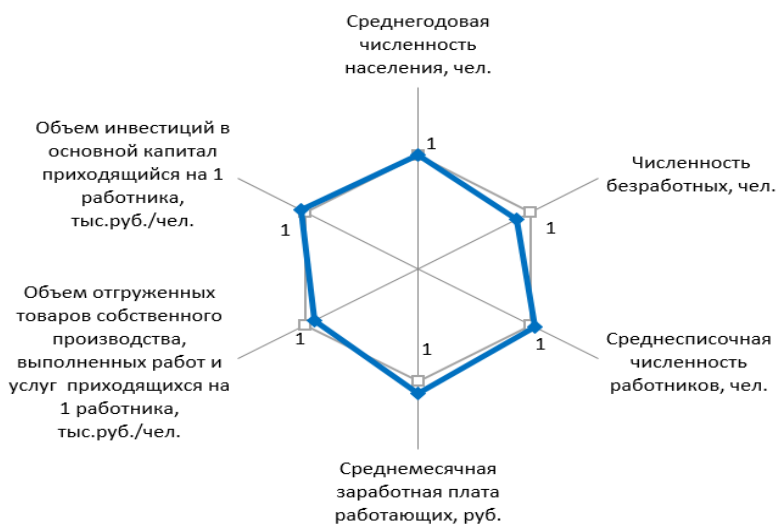 Среднегодовая
численность
населения, чел.
1
Численность
безработных, чел.
1
Среднесписочная
численность
работников, чел.
1
Среднемесячная
заработная плата
работающих, руб.
1
Объем отгруженных
товаров собственного
производства,
выполненных работ и
услуг  приходящихся на
1 работника,
тыс.руб./чел.
1
Объем инвестиций в
основной капитал
приходящийся на 1
работника,
тыс.руб./чел.
1